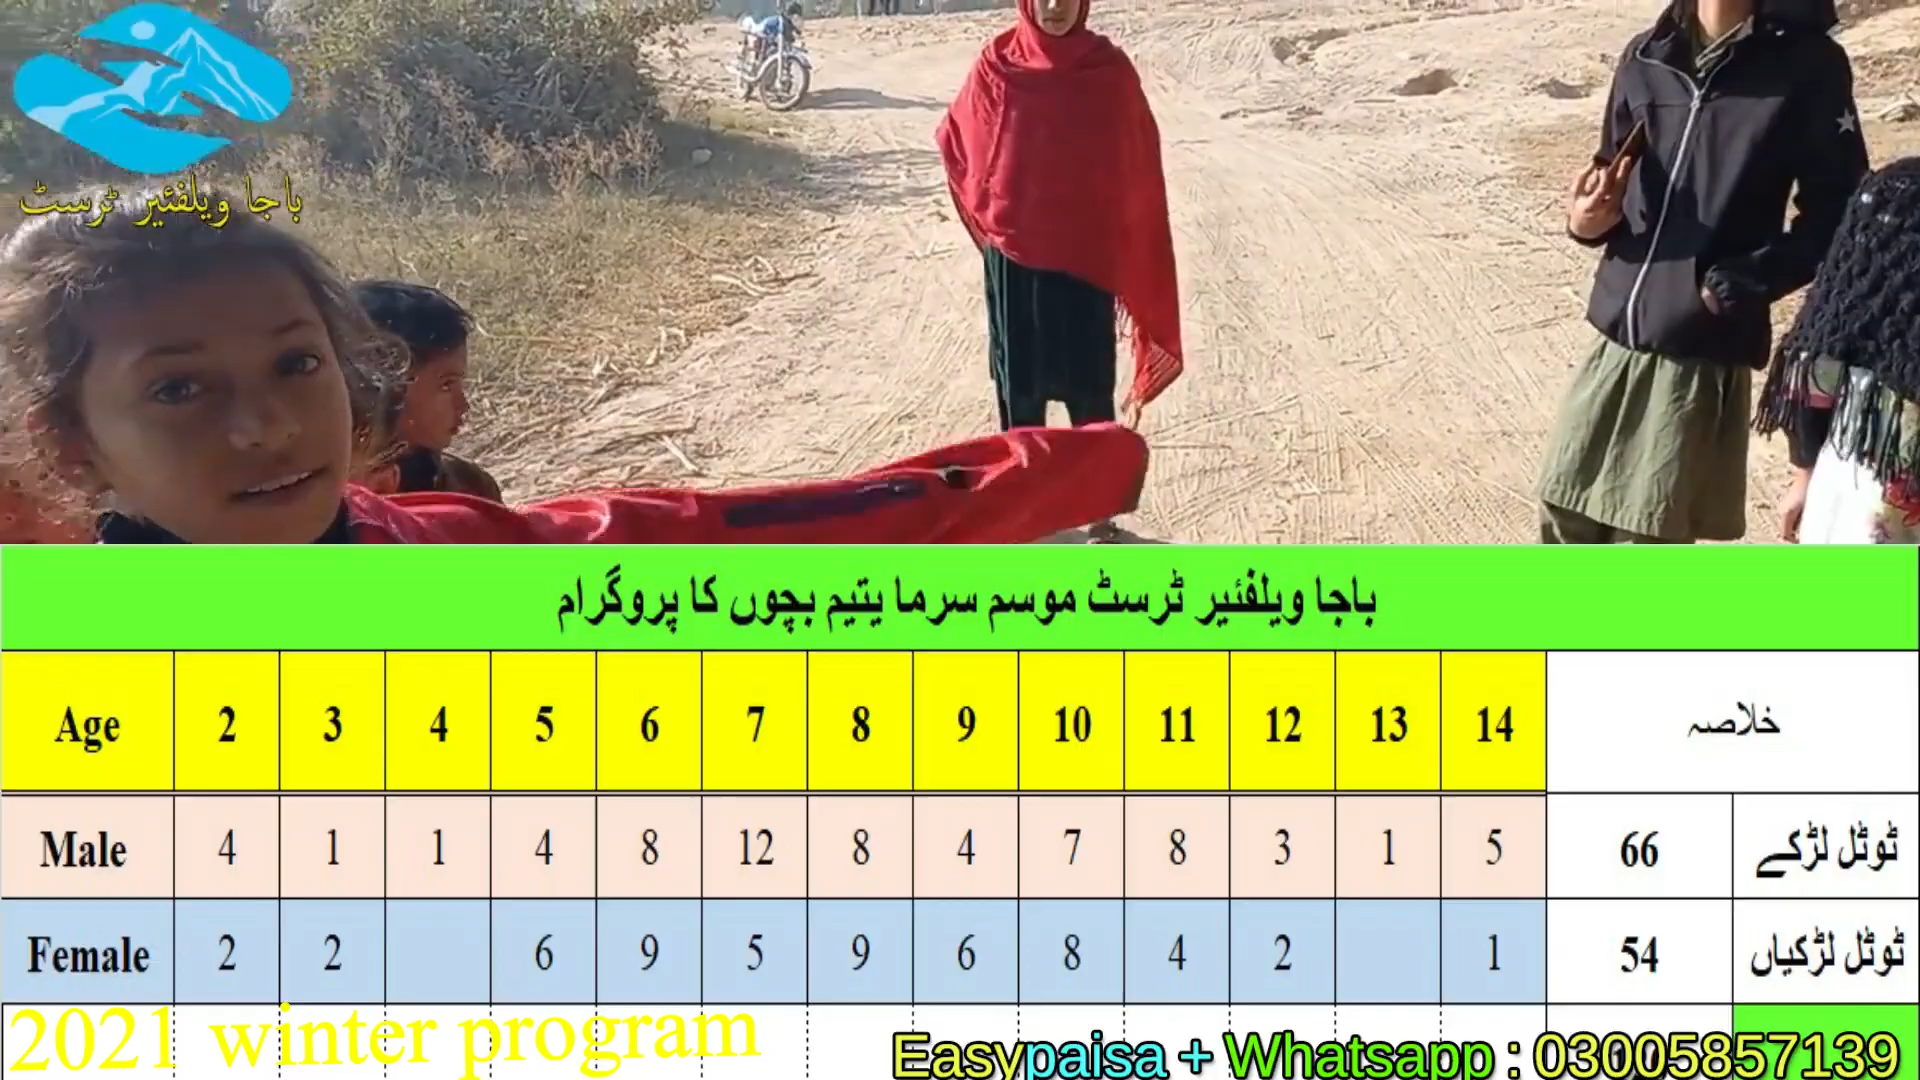 باجا ویلفئیر ٹرسٹ
باجا ویلفئیر ٹرسٹ موسم سرما یتیم بچوں کا پروگرام
Age 2 3 4 5 6 7 8 9 10 11 12 13 14 خلاصہ
Male 4 1 1 4 8 12 8 4 7 8 3 1 5 66 ٹوٹل لڑکے
Female 2 2 6 9 5 9 6 8 4 2 1 54 ٹوٹل لڑکیاں
2021 winter program
Easypaisa + Whatsapp : 03005857139